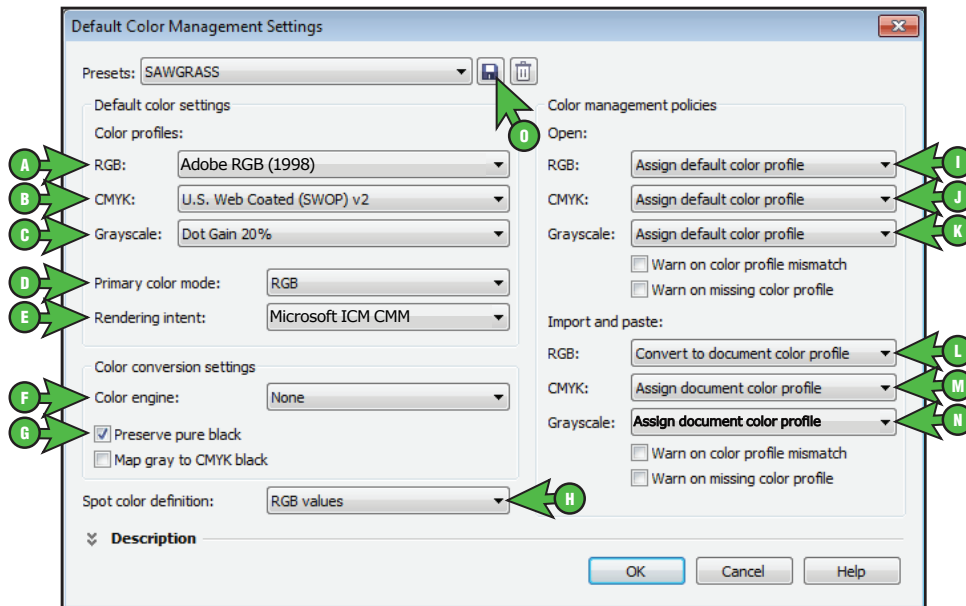 Default Color Management Settings
Presets: SAWGRASS
O
Default color settings
Color profiles:
A RGB: Adobe RGB (1998)
B CMYK: U.S. Web Coated (SWOP) v2
C Grayscale: Dot Gain 20%
D Primary color mode: RGB
E Rendering intent: Microsoft ICM CMM
Color conversion settings
F Color engine: None
G Preserve pure black
Map gray to CMYK black
Spot color definition: RGB values H
Color management policies
Open:
RGB: Assign default color profile I
CMYK: Assign default color profile J
Grayscale: Assign default color profile K
Warn on color profile mismatch
Warn on missing color profile
Import and paste:
RGB: Convert to document color profile L
CMYK: Assign document color profile M
Grayscale: Assign document color profile N
Warn on color profile mismatch
Warn on missing color profile
Description
OK Cancel Help